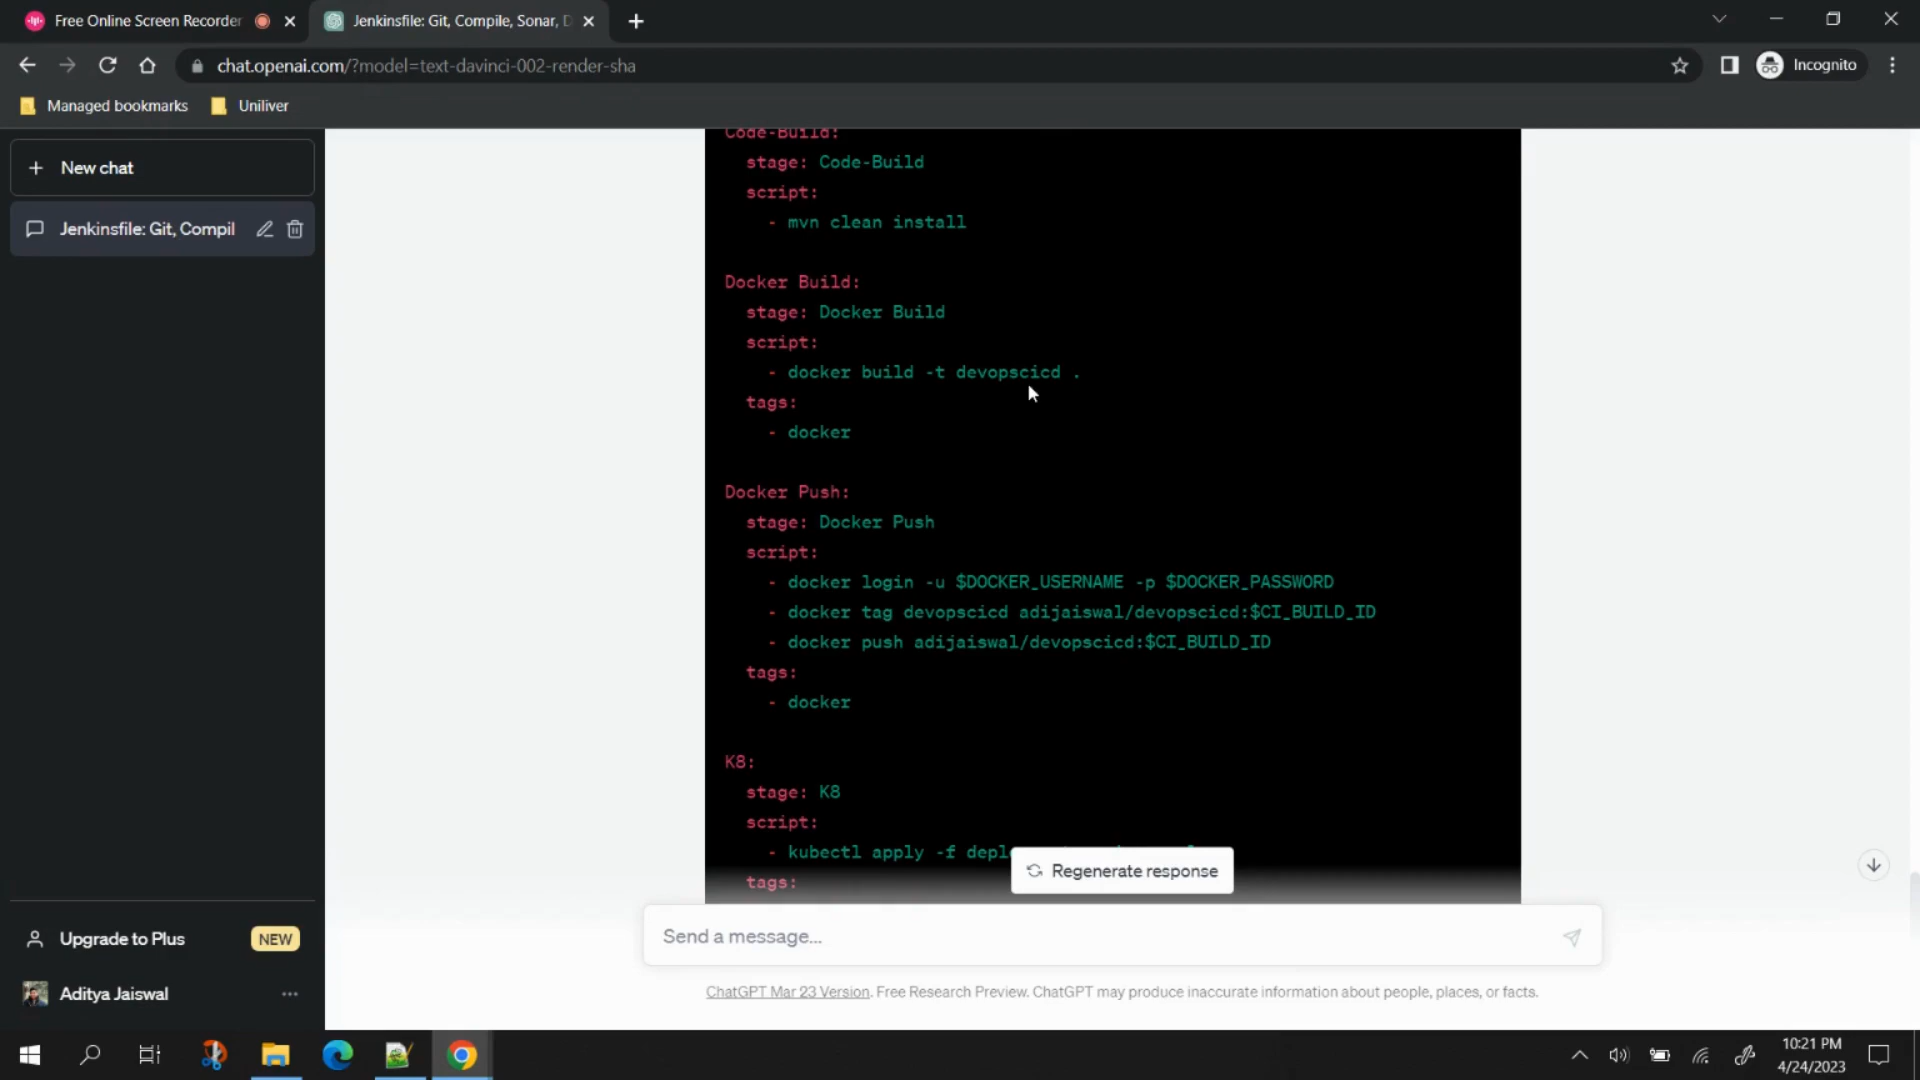 Free Online Screen Recorder
Jenkinsfile: Git, Compile, Sonar, D
chat.openai.com/?model=text-davinci-002-render-sha
Incognito
Managed bookmarks
Uniliver
New chat
Jenkinsfile: Git, Compil
Code-Build:
stage: Code-Build
script:
- mvn clean install
Docker Build:
stage: Docker Build
script:
- docker build -t devopscicd .
tags:
- docker
Docker Push:
stage: Docker Push
script:
- docker login -u $DOCKER_USERNAME -p $DOCKER_PASSWORD
- docker tag devopscicd adijaiswal/devopscicd:$CI_BUILD_ID
- docker push adijaiswal/devopscicd:$CI_BUILD_ID
tags:
- docker
K8:
stage: K8
script:
- kubectl apply -f depl
tags:
Regenerate response
Send a message...
ChatGPT Mar 23 Version. Free Research Preview. ChatGPT may produce inaccurate information about people, places, or facts.
Upgrade to Plus
NEW
Aditya Jaiswal
10:21 PM
4/24/2023